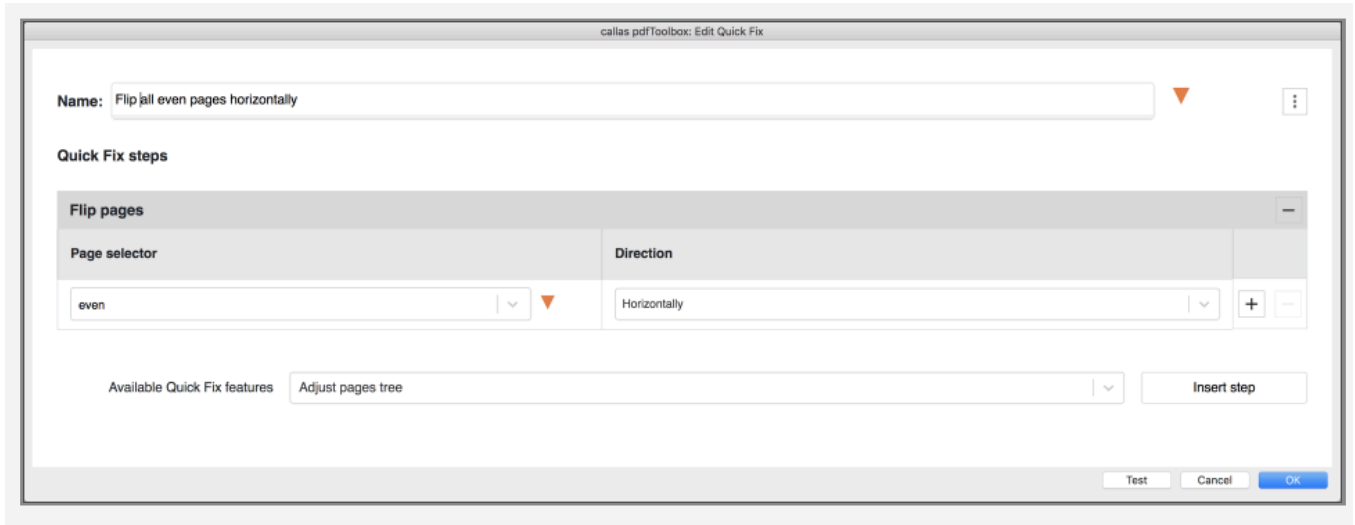 callas pdfToolbox: Edit Quick Fix
Name: Flip all even pages horizontally
Quick Fix steps
Flip pages
Page selector Direction
even Horizontally
Available Quick Fix features Adjust pages tree Insert step
Test Cancel OK